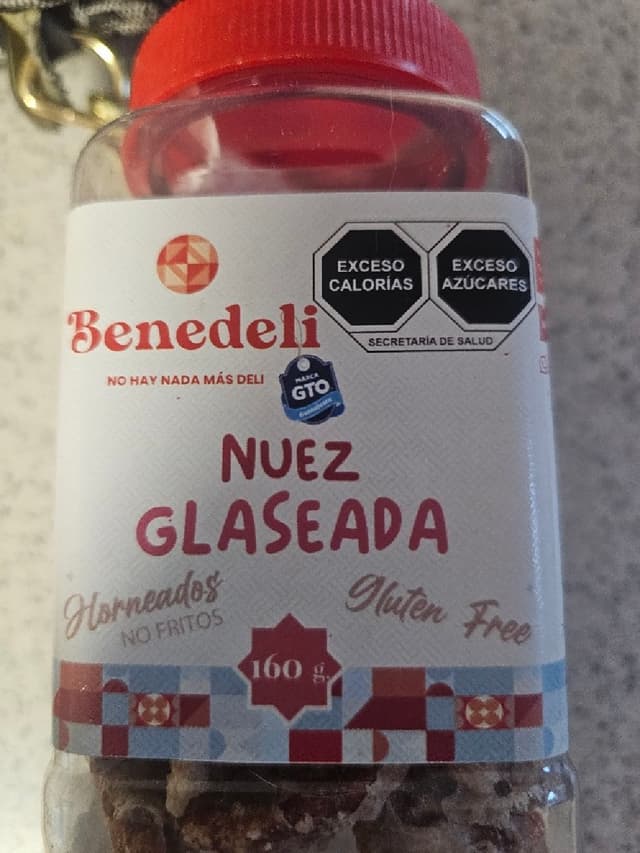 EXCESO
CALORÍAS
EXCESO
AZÚCARES
SECRETARÍA DE SALUD
Benedeli
NO HAY NADA MÁS DELI
MARCA
GTO
Guanajuato
NUEZ
GLASEADA
Horneados
NO FRITOS
Gluten Free
160 g.